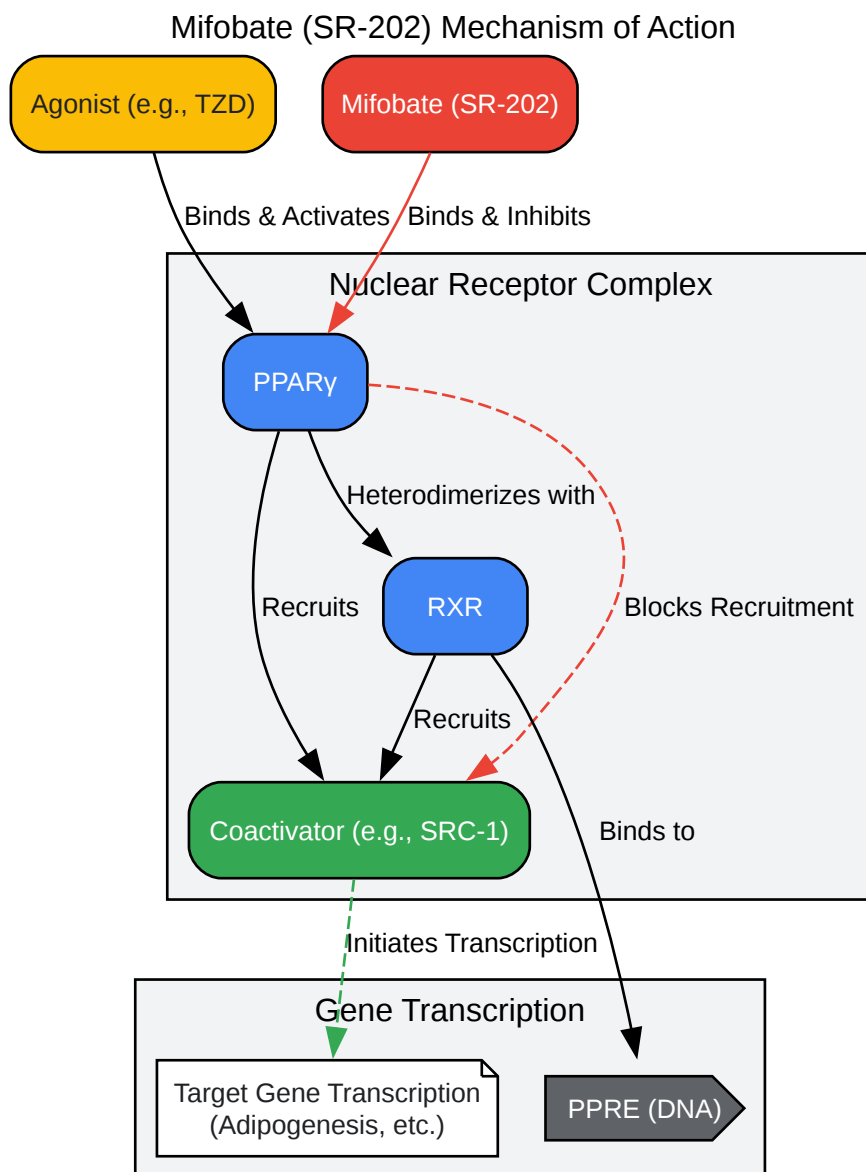 Mifobate (SR-202) Mechanism of Action
Agonist (e.g., TZD)
Mifobate (SR-202)
Binds & Activates
Binds & Inhibits
Nuclear Receptor Complex
PPARγ
Heterodimerizes with
Recruits
RXR
Blocks Recruitment
Recruits
Coactivator (e.g., SRC-1)
Binds to
Initiates Transcription
Gene Transcription
Target Gene Transcription
(Adipogenesis, etc.)
PPRE (DNA)